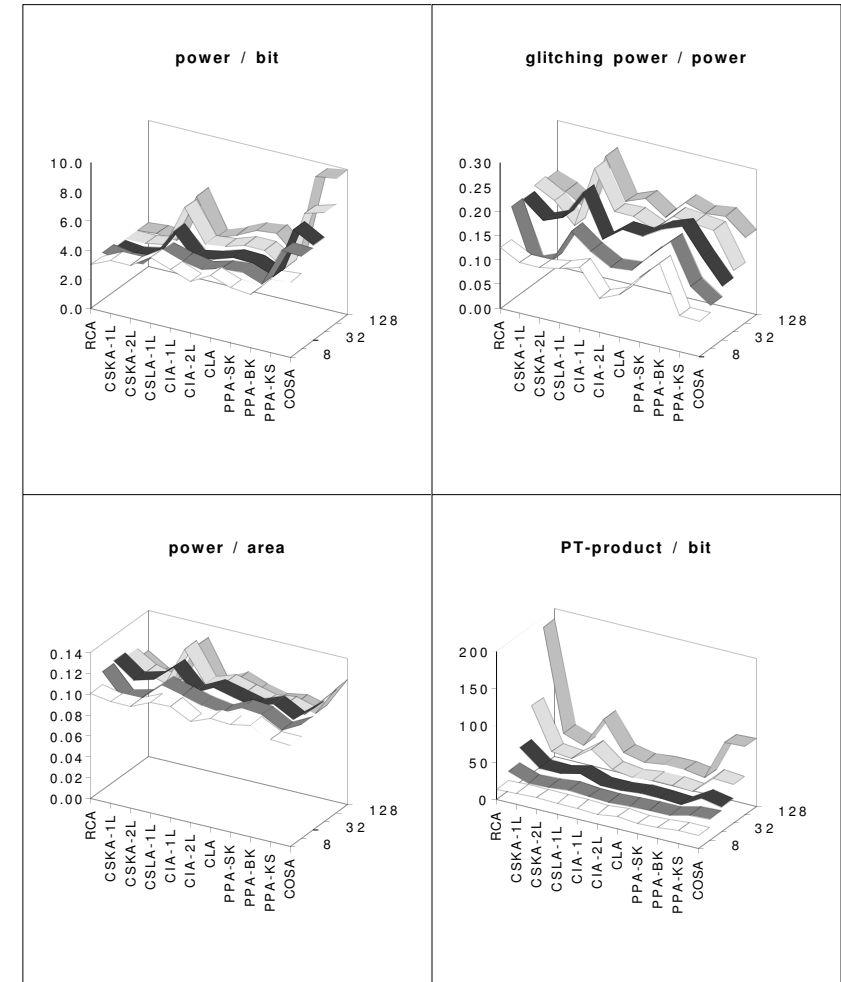 power / bit
10.0
8.0
6.0
4.0
2.0
0.0
RCA
CSKA-1L
CSKA-2L
CSLA-1L
CIA-1L
CIA-2L
CLA
PPA-SK
PPA-BK
PPA-KS
COSA
8
32
128
glitching power / power
0.30
0.25
0.20
0.15
0.10
0.05
0.00
RCA
CSKA-1L
CSKA-2L
CSLA-1L
CIA-1L
CIA-2L
CLA
PPA-SK
PPA-BK
PPA-KS
COSA
8
32
128
power / area
0.14
0.12
0.10
0.08
0.06
0.04
0.02
0.00
RCA
CSKA-1L
CSKA-2L
CSLA-1L
CIA-1L
CIA-2L
CLA
PPA-SK
PPA-BK
PPA-KS
COSA
8
32
128
PT-product / bit
200
150
100
50
0
RCA
CSKA-1L
CSKA-2L
CSLA-1L
CIA-1L
CIA-2L
CLA
PPA-SK
PPA-BK
PPA-KS
COSA
8
32
128